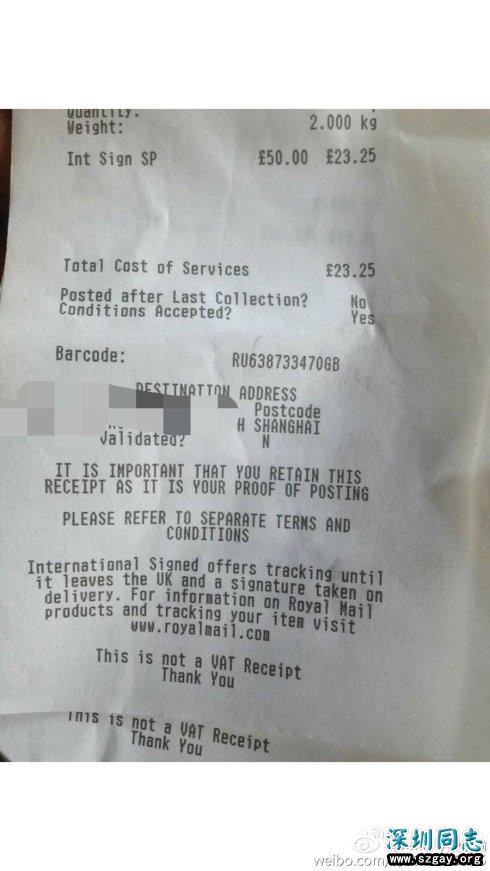 Quantity:
Weight: 2.000 kg
Int Sign SP £50.00 £23.25
Total Cost of Services £23.25
Posted after Last Collection? No
Conditions Accepted? Yes
Barcode: RU638733470GB
DESTINATION ADDRESS
Postcode
H SHANGHAI
Validated? N
IT IS IMPORTANT THAT YOU RETAIN THIS
RECEIPT AS IT IS YOUR PROOF OF POSTING
PLEASE REFER TO SEPARATE TERMS AND
CONDITIONS
International Signed offers tracking until
it leaves the UK and a signature taken on
delivery. For information on Royal Mail
products and tracking your item visit
www.royalmail.com
This is not a VAT Receipt
Thank You
This is not a VAT Receipt
Thank You
深圳同志
weibo.com/
www.szgay.org